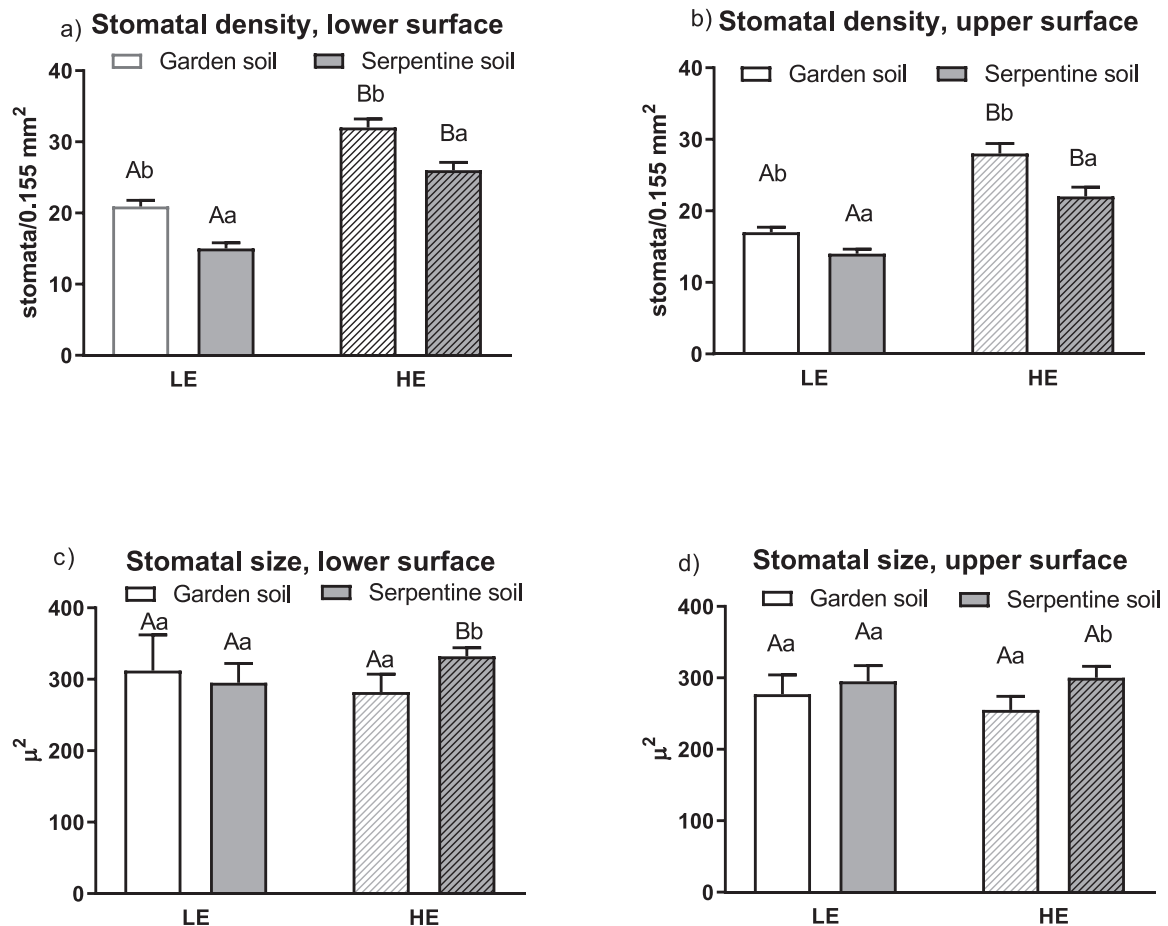 a) Stomatal density, lower surface
Garden soil Serpentine soil
stomata/0.155 mm²
40
30
20
10
0
Ab
Aa
Bb
Ba
LE HE
b) Stomatal density, upper surface
Garden soil Serpentine soil
stomata/0.155 mm²
40
30
20
10
0
Ab
Aa
Bb
Ba
LE HE
c) Stomatal size, lower surface
Garden soil Serpentine soil
μ²
400
300
200
100
0
Aa
Aa
Aa
Bb
LE HE
d) Stomatal size, upper surface
Garden soil Serpentine soil
μ²
400
300
200
100
0
Aa
Aa
Aa
Ab
LE HE